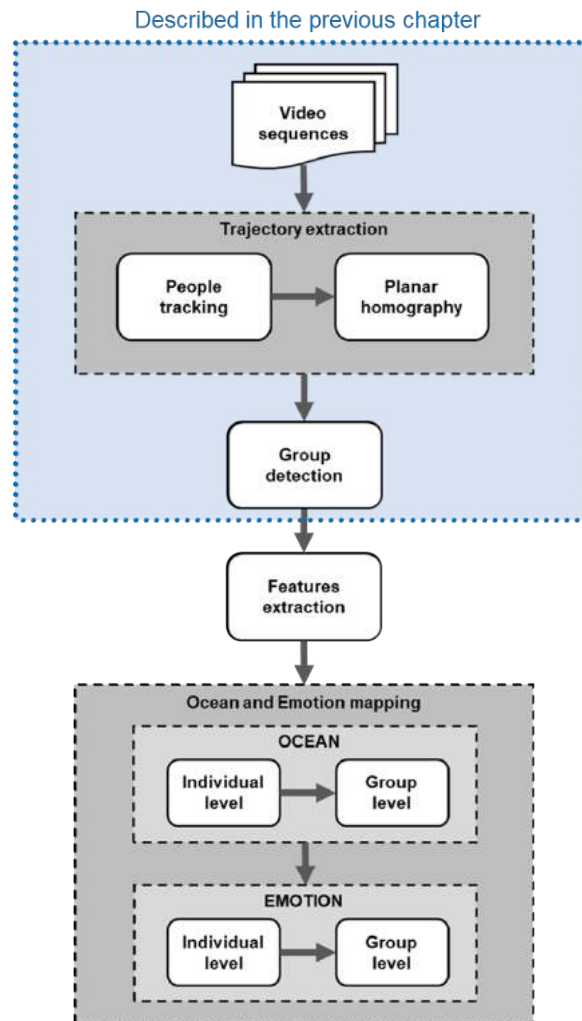 Described in the previous chapter
Video
sequences
Trajectory extraction
People
tracking
Planar
homography
Group
detection
Features
extraction
Ocean and Emotion mapping
OCEAN
Individual
level
Group
level
EMOTION
Individual
level
Group
level